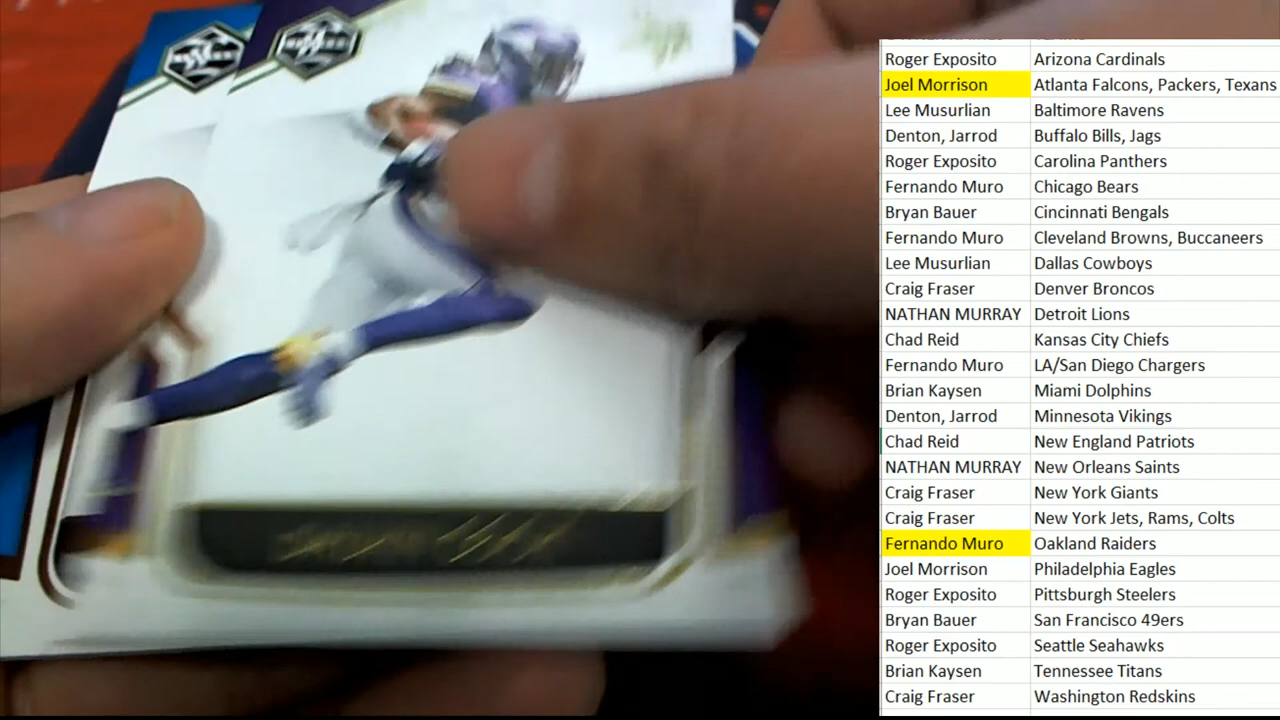 Roger Exposito Arizona Cardinals
Joel Morrison Atlanta Falcons, Packers, Texans
Lee Musurlian Baltimore Ravens
Denton, Jarrod Buffalo Bills, Jags
Roger Exposito Carolina Panthers
Fernando Muro Chicago Bears
Bryan Bauer Cincinnati Bengals
Fernando Muro Cleveland Browns, Buccaneers
Lee Musurlian Dallas Cowboys
Craig Fraser Denver Broncos
NATHAN MURRAY Detroit Lions
Chad Reid Kansas City Chiefs
Fernando Muro LA/San Diego Chargers
Brian Kaysen Miami Dolphins
Denton, Jarrod Minnesota Vikings
Chad Reid New England Patriots
NATHAN MURRAY New Orleans Saints
Craig Fraser New York Giants
Craig Fraser New York Jets, Rams, Colts
Fernando Muro Oakland Raiders
Joel Morrison Philadelphia Eagles
Roger Exposito Pittsburgh Steelers
Bryan Bauer San Francisco 49ers
Roger Exposito Seattle Seahawks
Brian Kaysen Tennessee Titans
Craig Fraser Washington Redskins